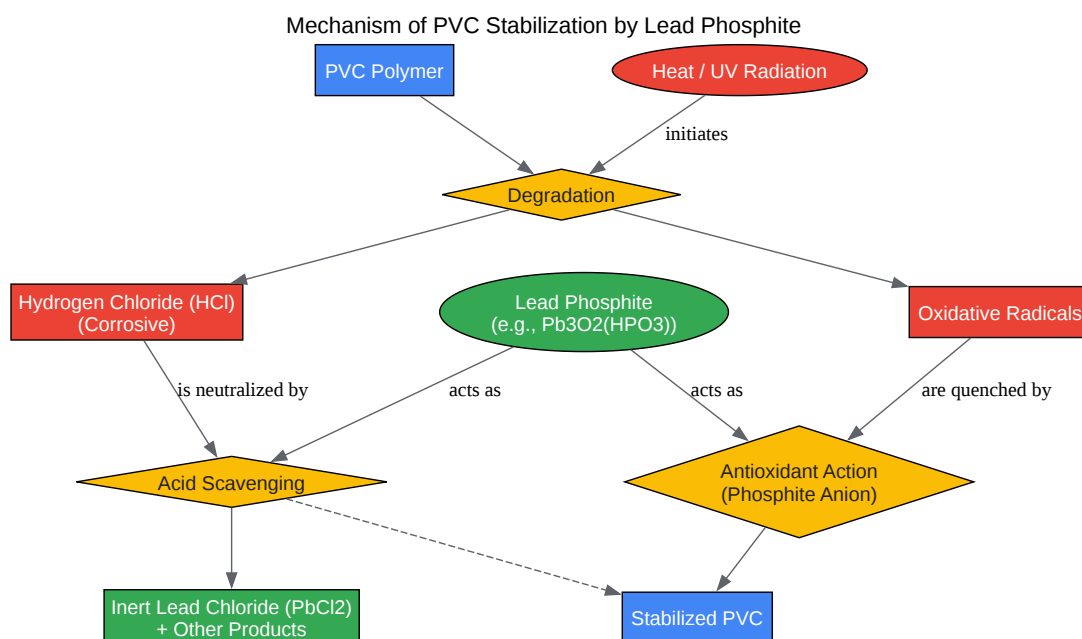 Mechanism of PVC Stabilization by Lead Phosphite
PVC Polymer
Heat / UV Radiation
initiates
Degradation
Hydrogen Chloride (HCl)
(Corrosive)
Lead Phosphite
(e.g., Pb3O2(HPO3))
Oxidative Radicals
is neutralized by
acts as
acts as
are quenched by
Acid Scavenging
Antioxidant Action
(Phosphite Anion)
Inert Lead Chloride (PbCl2)
+ Other Products
Stabilized PVC